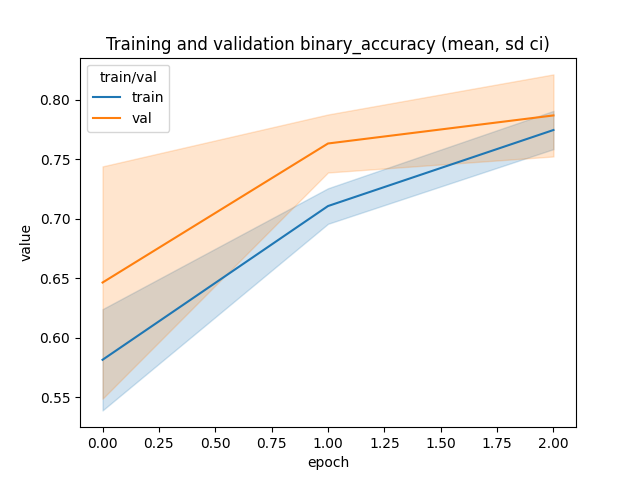 Training and validation binary_accuracy (mean, sd ci)
train/val
train
val
value
0.80
0.75
0.70
0.65
0.60
0.55
0.00 0.25 0.50 0.75 1.00 1.25 1.50 1.75 2.00
epoch